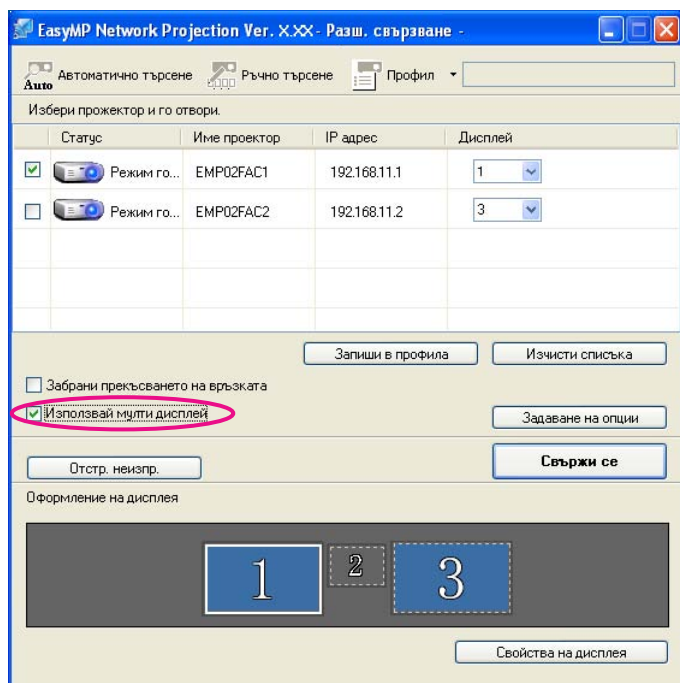 EasyMP Network Projection Ver. X.XX - Разш. свързване -
Auto Автоматично търсене Ръчно търсене Профил
Избери прожектор и го отвори.
Статус Име проектор IP адрес Дисплей
Режим го... EMP02FAC1 192.168.11.1 1
Режим го... EMP02FAC2 192.168.11.2 3
Запиши в профила Изчисти списъка
Забрани прекъсването на връзката
Използвай мулти дисплей Задаване на опции
Отстр. неизпр. Свържи се
Оформление на дисплея
1 2 3
Свойства на дисплея